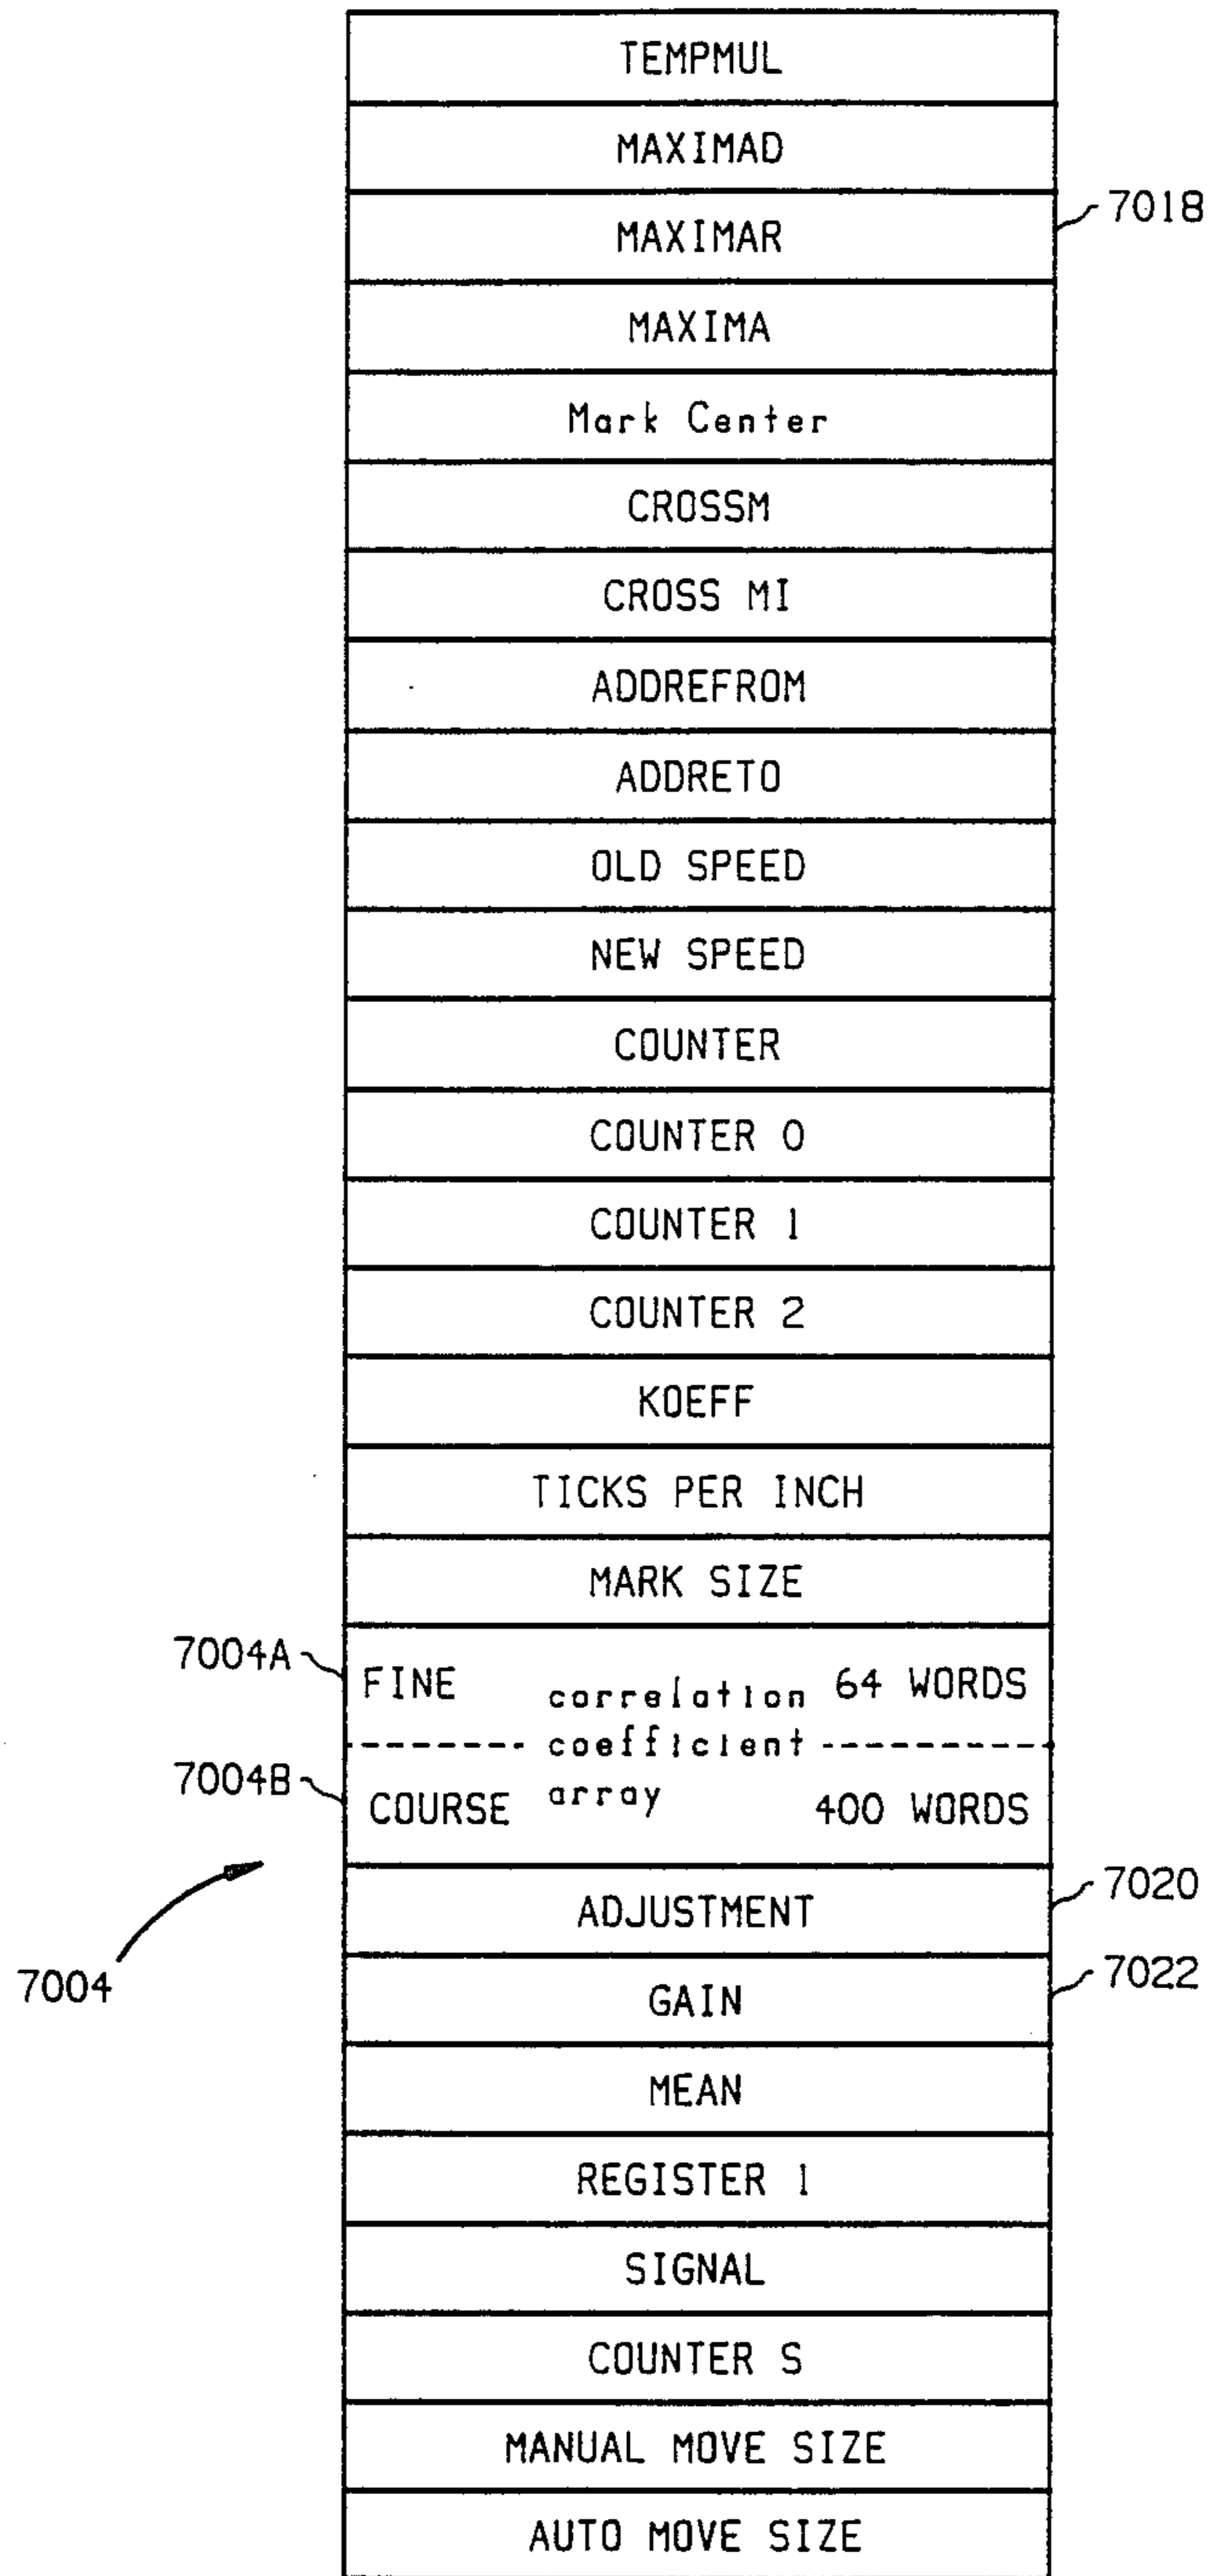 TEMPMUL
MAXIMAD
MAXIMAR
7018
MAXIMA
Mark Center
CROSSM
CROSS MI
ADDREFROM
ADDRETO
OLD SPEED
NEW SPEED
COUNTER
COUNTER 0
COUNTER 1
COUNTER 2
KOEFF
TICKS PER INCH
MARK SIZE
7004A
FINE
correlation
64 WORDS
coefficient
7004B
COURSE
array
400 WORDS
7004
ADJUSTMENT
7020
GAIN
7022
MEAN
REGISTER 1
SIGNAL
COUNTER S
MANUAL MOVE SIZE
AUTO MOVE SIZE